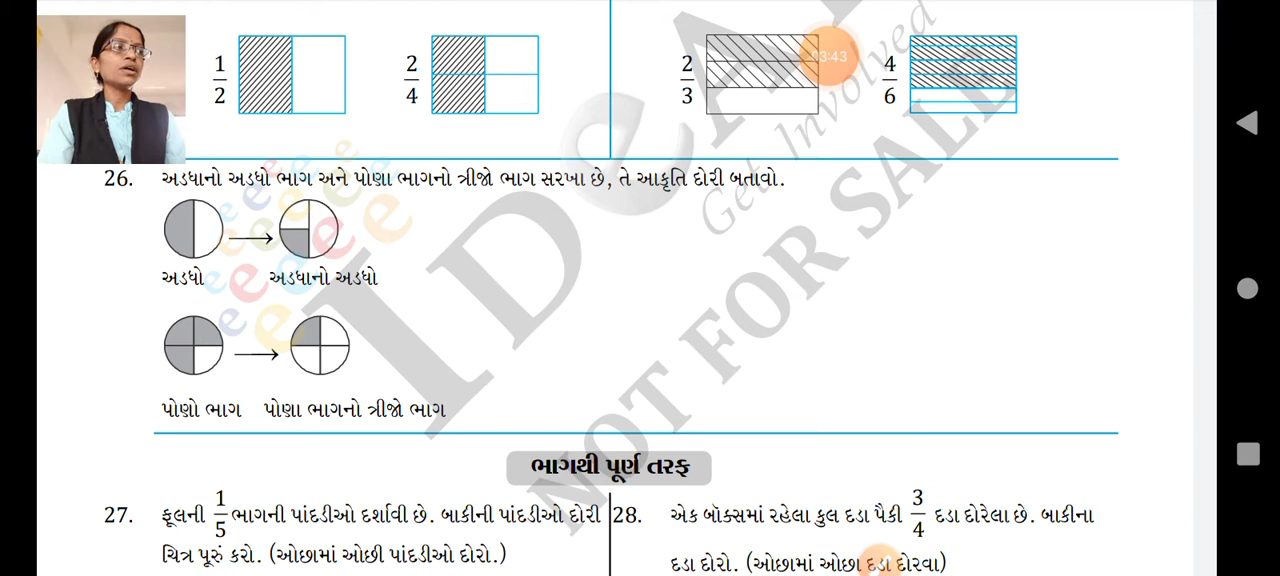 1/2
2/4
2/3
4/6
03:43
IDeA
Get Involved
NOT FOR SALE
26. અડધાનો અડધો ભાગ અને પોણા ભાગનો ત્રીજો ભાગ સરખા છે, તે આકૃતિ દોરી બતાવો.
અડધો
અડધાનો અડધો
પોણો ભાગ
પોણા ભાગનો ત્રીજો ભાગ
ભાગથી પૂર્ણ તરફ
27. ફૂલની 1/5 ભાગની પાંદડીઓ દર્શાવી છે. બાકીની પાંદડીઓ દોરી
ચિત્ર પૂરું કરો. (ઓછામાં ઓછી પાંદડીઓ દોરો.)
28. એક બૉક્સમાં રહેલા કુલ દડા પૈકી 3/4 દડા દોરેલા છે. બાકીના
દડા દોરો. (ઓછામાં ઓછા દડા દોરવા)